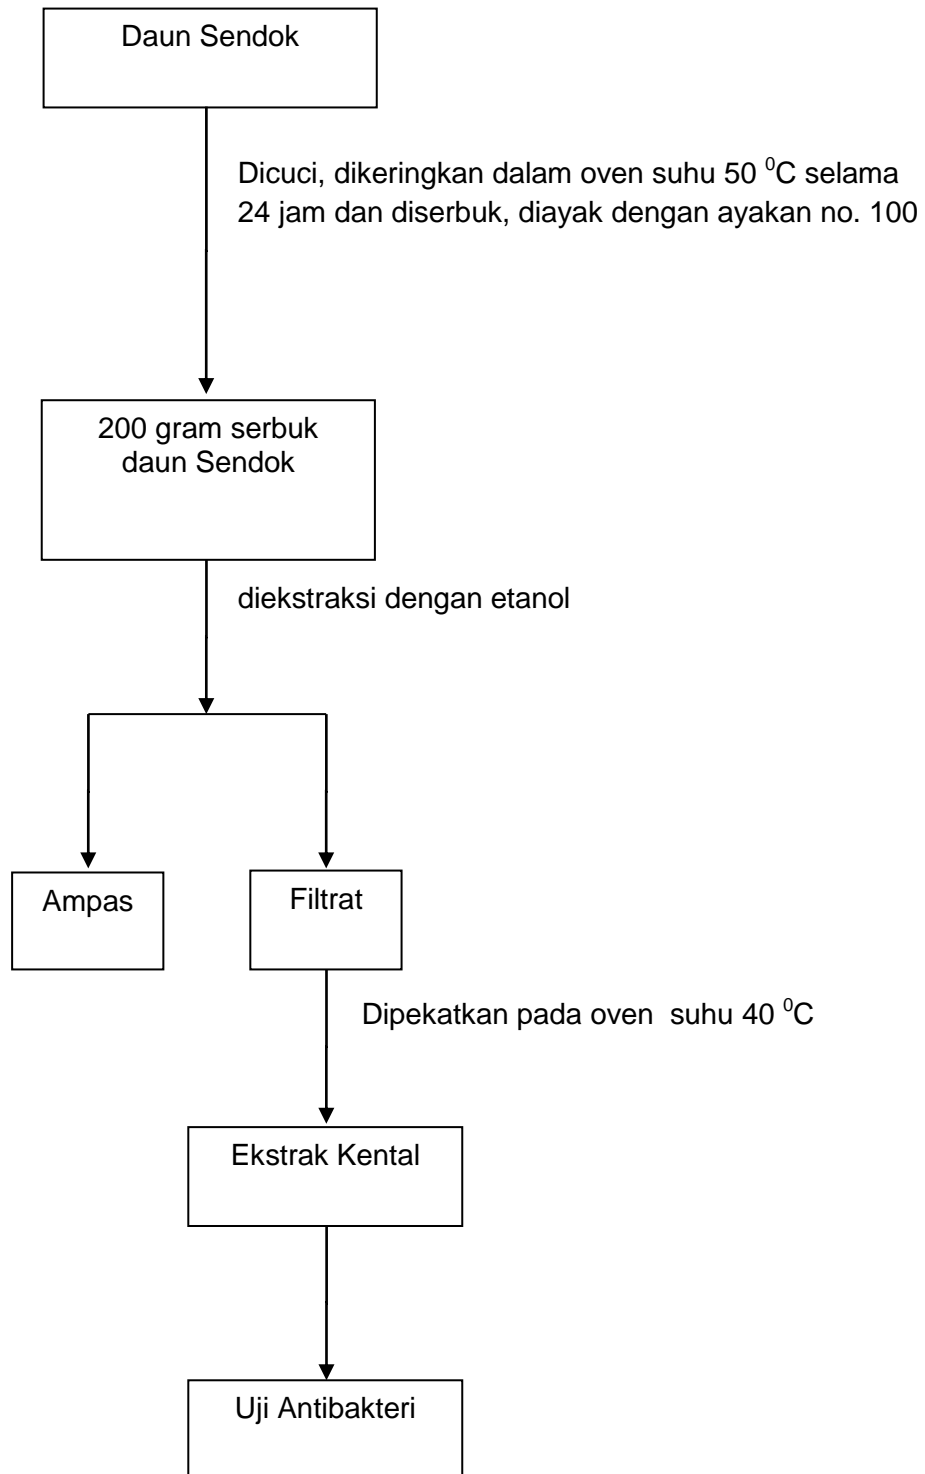 Daun Sendok
Dicuci, dikeringkan dalam oven suhu 50 ⁰C selama
24 jam dan diserbuk, diayak dengan ayakan no. 100
200 gram serbuk
daun Sendok
diekstraksi dengan etanol
Ampas
Filtrat
Dipekatkan pada oven  suhu 40 ⁰C
Ekstrak Kental
Uji Antibakteri